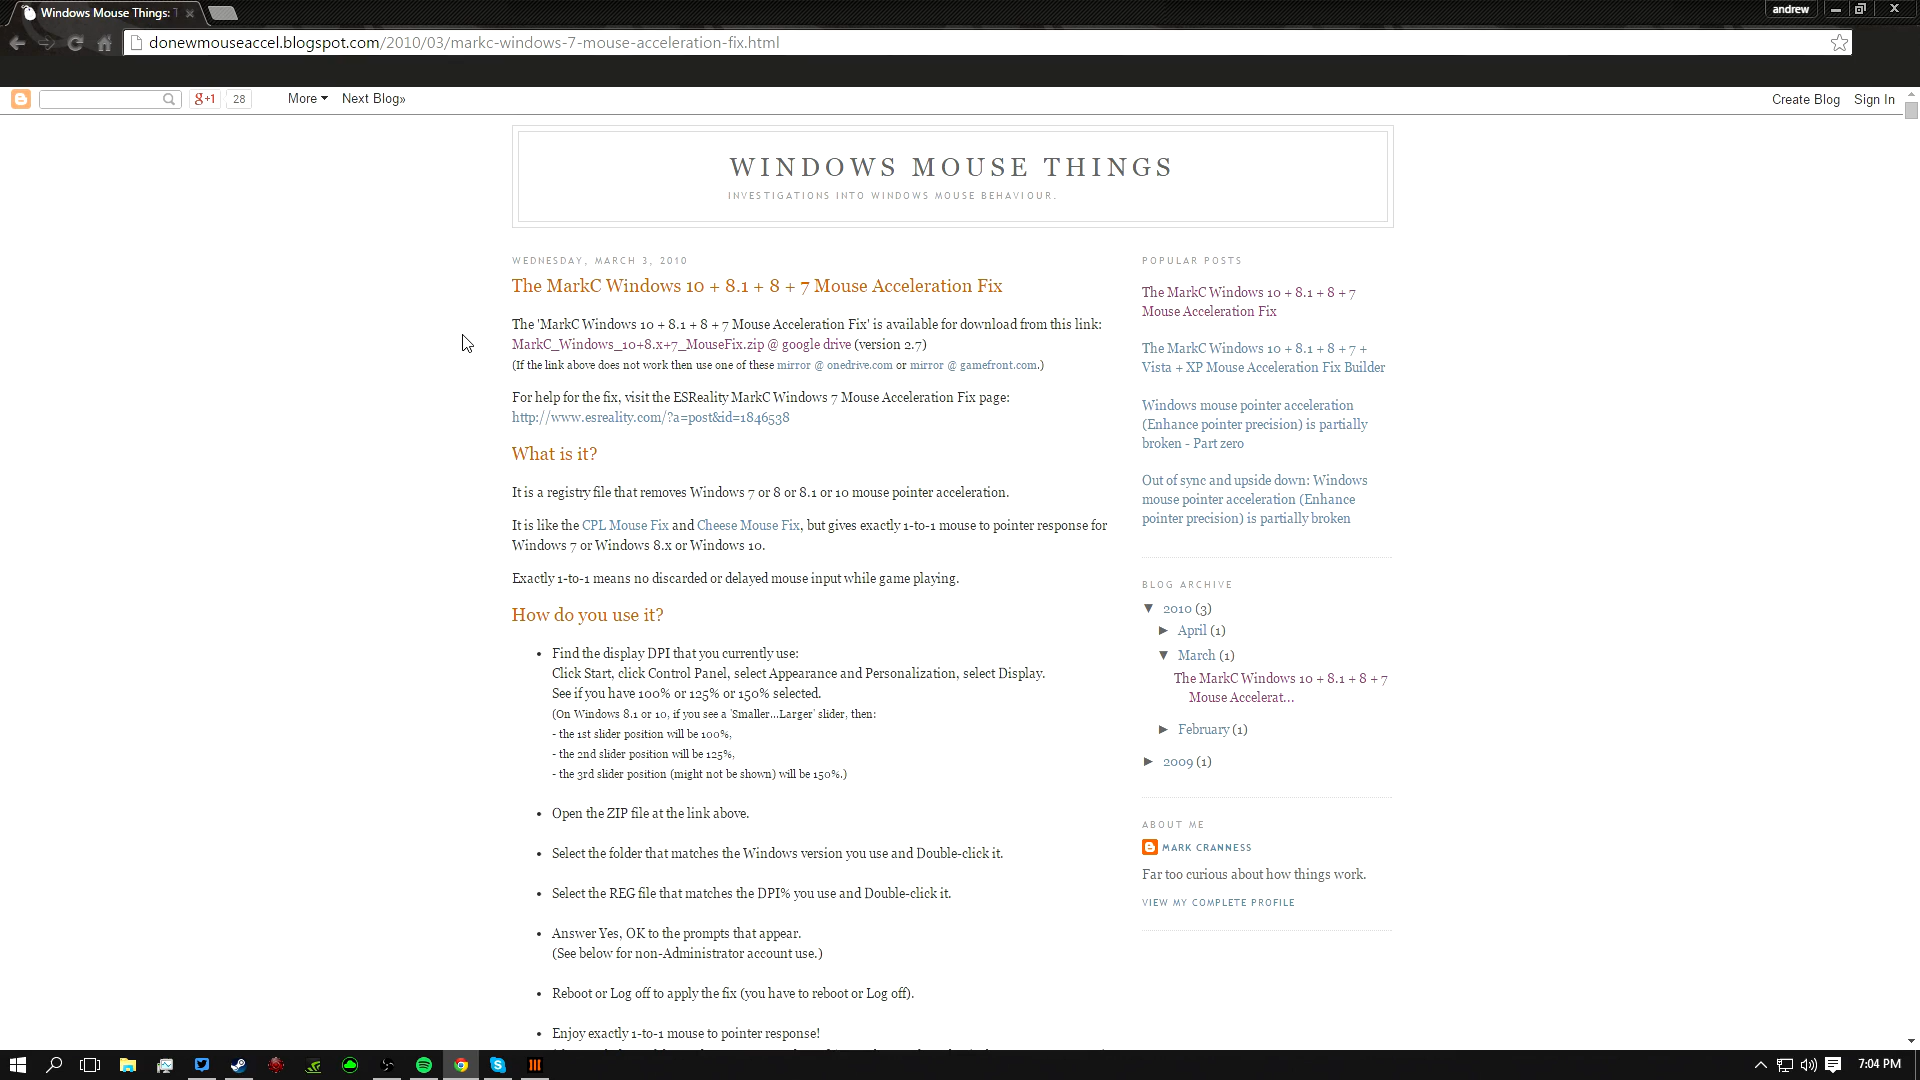 Windows Mouse Things: T
andrew
donewmouseaccel.blogspot.com/2010/03/markc-windows-7-mouse-acceleration-fix.html
g+1 28 More Next Blog» Create Blog Sign In
WINDOWS MOUSE THINGS
INVESTIGATIONS INTO WINDOWS MOUSE BEHAVIOUR.
WEDNESDAY, MARCH 3, 2010
The MarkC Windows 10 + 8.1 + 8 + 7 Mouse Acceleration Fix
The 'MarkC Windows 10 + 8.1 + 8 + 7 Mouse Acceleration Fix' is available for download from this link:
MarkC_Windows_10+8.x+7_MouseFix.zip @ google drive (version 2.7)
(If the link above does not work then use one of these mirror @ onedrive.com or mirror @ gamefront.com.)
For help for the fix, visit the ESReality MarkC Windows 7 Mouse Acceleration Fix page:
http://www.esreality.com/?a=post&id=1846538
What is it?
It is a registry file that removes Windows 7 or 8 or 8.1 or 10 mouse pointer acceleration.
It is like the CPL Mouse Fix and Cheese Mouse Fix, but gives exactly 1-to-1 mouse to pointer response for
Windows 7 or Windows 8.x or Windows 10.
Exactly 1-to-1 means no discarded or delayed mouse input while game playing.
How do you use it?
• Find the display DPI that you currently use:
Click Start, click Control Panel, select Appearance and Personalization, select Display.
See if you have 100% or 125% or 150% selected.
(On Windows 8.1 or 10, if you see a 'Smaller...Larger' slider, then:
- the 1st slider position will be 100%,
- the 2nd slider position will be 125%,
- the 3rd slider position (might not be shown) will be 150%.)
• Open the ZIP file at the link above.
• Select the folder that matches the Windows version you use and Double-click it.
• Select the REG file that matches the DPI% you use and Double-click it.
• Answer Yes, OK to the prompts that appear.
(See below for non-Administrator account use.)
• Reboot or Log off to apply the fix (you have to reboot or Log off).
• Enjoy exactly 1-to-1 mouse to pointer response!
POPULAR POSTS
The MarkC Windows 10 + 8.1 + 8 + 7
Mouse Acceleration Fix
The MarkC Windows 10 + 8.1 + 8 + 7 +
Vista + XP Mouse Acceleration Fix Builder
Windows mouse pointer acceleration
(Enhance pointer precision) is partially
broken - Part zero
Out of sync and upside down: Windows
mouse pointer acceleration (Enhance
pointer precision) is partially broken
BLOG ARCHIVE
▼ 2010 (3)
► April (1)
▼ March (1)
The MarkC Windows 10 + 8.1 + 8 + 7
Mouse Accelerat...
► February (1)
► 2009 (1)
ABOUT ME
MARK CRANNESS
Far too curious about how things work.
VIEW MY COMPLETE PROFILE
7:04 PM